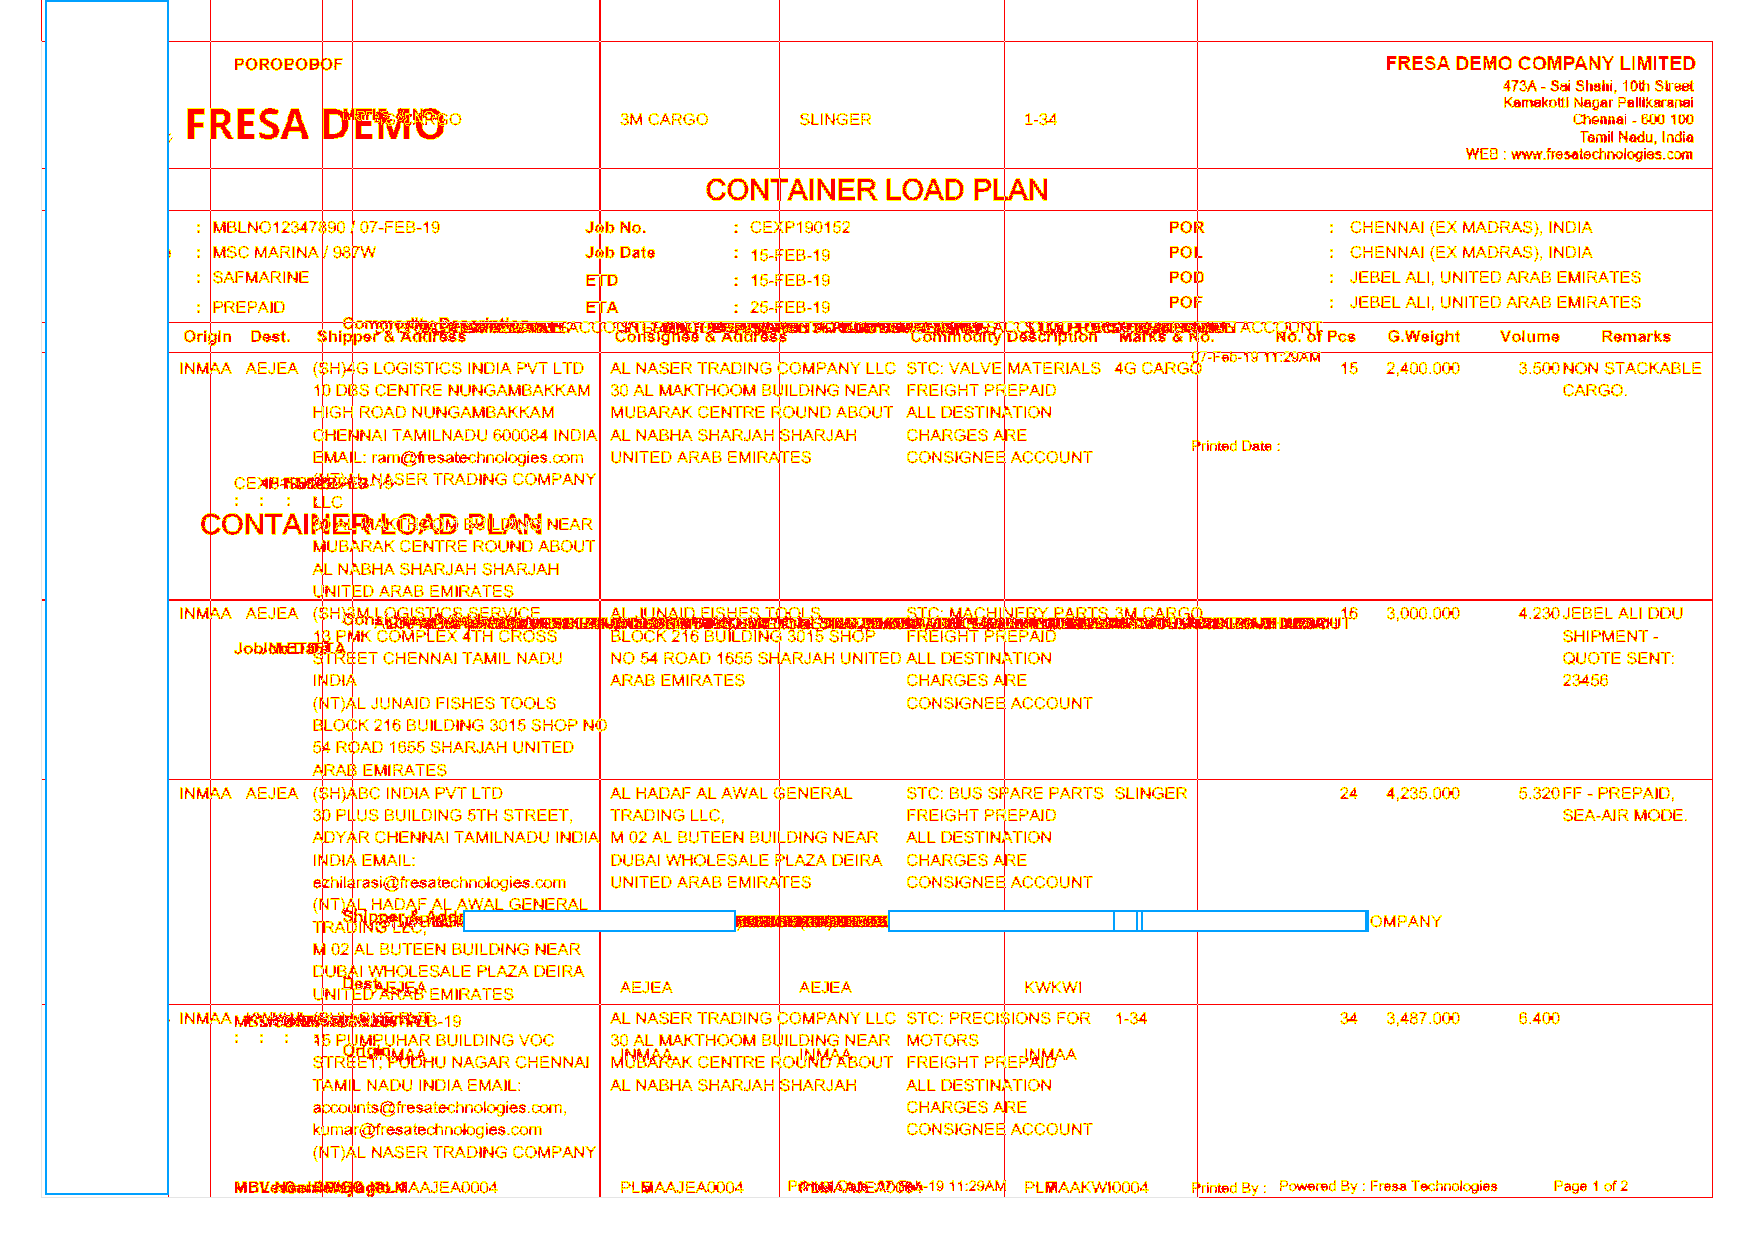 POROPODOF
FRESA DEMO COMPANY LIMITED
473A - Sai Shahi, 10th Street
Kamakotti Nagar Pallikaranai
Chennai - 600 100
Tamil Nadu, India
WEB : www.fresatechnologies.com
FRESA DEMO
3M CARGO SLINGER 1-34
CONTAINER LOAD PLAN
: MBLNO12347890 / 07-FEB-19 Job No. : CEXP190152 POR : CHENNAI (EX MADRAS), INDIA
: MSC MARINA / 987W Job Date : 15-FEB-19 POL : CHENNAI (EX MADRAS), INDIA
: SAFMARINE ETD : 15-FEB-19 POD : JEBEL ALI, UNITED ARAB EMIRATES
: PREPAID ETA : 25-FEB-19 POF : JEBEL ALI, UNITED ARAB EMIRATES
Origin Dest. Shipper & Address Consignee & Address Commodity Description Marks & No. No. of Pcs G.Weight Volume Remarks
07-Feb-19 11:29AM
INMAA AEJEA (SH)4G LOGISTICS INDIA PVT LTD AL NASER TRADING COMPANY LLC STC: VALVE MATERIALS 4G CARGO 15 2,400.000 3.500 NON STACKABLE
10 DBS CENTRE NUNGAMBAKKAM 30 AL MAKTHOOM BUILDING NEAR FREIGHT PREPAID CARGO.
HIGH ROAD NUNGAMBAKKAM MUBARAK CENTRE ROUND ABOUT ALL DESTINATION
CHENNAI TAMILNADU 600084 INDIA AL NABHA SHARJAH SHARJAH CHARGES ARE
Printed Date :
EMAIL: ram@fresatechnologies.com UNITED ARAB EMIRATES CONSIGNEE ACCOUNT
NASER TRADING COMPANY
: : : LLC
CONTAINER LOAD PLAN
MAKTHOOM BUILDING NEAR
MUBARAK CENTRE ROUND ABOUT
AL NABHA SHARJAH SHARJAH
UNITED ARAB EMIRATES
INMAA AEJEA (SH)SM LOGISTICS SERVICE AL JUNAID FISHES TOOLS STC: MACHINERY PARTS 3M CARGO 15 3,000.000 4.230 JEBEL ALI DDU
13 PMK COMPLEX 4TH CROSS BLOCK 216 BUILDING 3015 SHOP FREIGHT PREPAID SHIPMENT -
STREET CHENNAI TAMIL NADU NO 54 ROAD 1655 SHARJAH UNITED ALL DESTINATION QUOTE SENT:
INDIA ARAB EMIRATES CHARGES ARE 23456
(NT)AL JUNAID FISHES TOOLS CONSIGNEE ACCOUNT
BLOCK 216 BUILDING 3015 SHOP NO
54 ROAD 1655 SHARJAH UNITED
ARAB EMIRATES
INMAA AEJEA (SH)ABC INDIA PVT LTD AL HADAF AL AWAL GENERAL STC: BUS SPARE PARTS SLINGER 24 4,235.000 5.320 FF - PREPAID,
30 PLUS BUILDING 5TH STREET, TRADING LLC, FREIGHT PREPAID SEA-AIR MODE.
ADYAR CHENNAI TAMILNADU INDIA M 02 AL BUTEEN BUILDING NEAR ALL DESTINATION
INDIA EMAIL: DUBAI WHOLESALE PLAZA DEIRA CHARGES ARE
ezhilarasi@fresatechnologies.com UNITED ARAB EMIRATES CONSIGNEE ACCOUNT
(NT)AL HADAF AL AWAL GENERAL
TRADING LLC, OMPANY
M 02 AL BUTEEN BUILDING NEAR
DUBAI WHOLESALE PLAZA DEIRA
Dest. AEJEA AEJEA AEJEA KWKWI
UNITED ARAB EMIRATES
INMAA AL NASER TRADING COMPANY LLC STC: PRECISIONS FOR 1-34 34 3,487.000 6.400
: : : 15 PUMPUHAR BUILDING VOC 30 AL MAKTHOOM BUILDING NEAR MOTORS
Origin INMAA INMAA INMAA INMAA
STREET, PUDHU NAGAR CHENNAI MUBARAK CENTRE ROUND ABOUT FREIGHT PREPAID
TAMIL NADU INDIA EMAIL: AL NABHA SHARJAH SHARJAH ALL DESTINATION
accounts@fresatechnologies.com, CHARGES ARE
kumar@fresatechnologies.com CONSIGNEE ACCOUNT
(NT)AL NASER TRADING COMPANY
PLMAAJEA0004 PLMAAKWI0004 Printed By : Powered By : Fresa Technologies Page 1 of 2